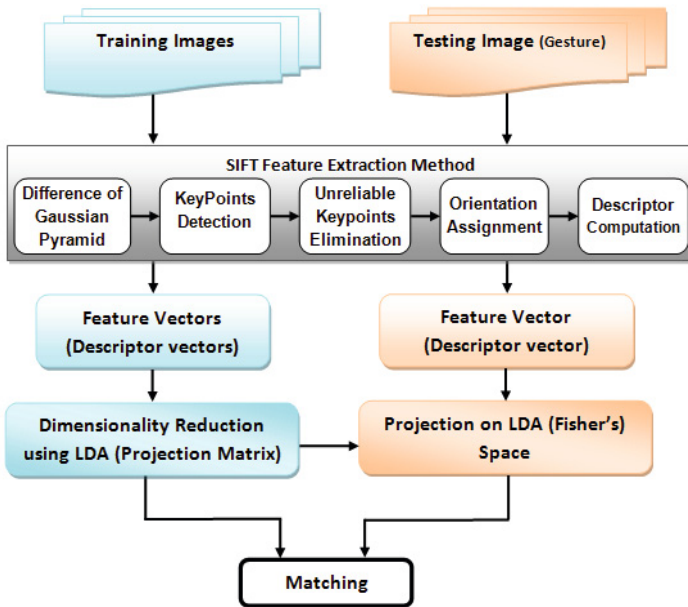 Training Images
Testing Image (Gesture)
SIFT Feature Extraction Method
Difference of
Gaussian
Pyramid
KeyPoints
Detection
Unreliable
Keypoints
Elimination
Orientation
Assignment
Descriptor
Computation
Feature Vectors
(Descriptor vectors)
Feature Vector
(Descriptor vector)
Dimensionality Reduction
using LDA (Projection Matrix)
Projection on LDA (Fisher's)
Space
Matching